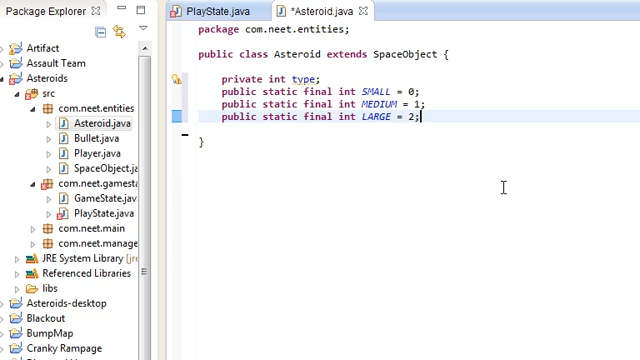 Package Explorer
PlayState.java
*Asteroid.java
Artifact
Assault Team
Asteroids
src
com.neet.entities
Asteroid.java
Bullet.java
Player.java
SpaceObject.ja
com.neet.gamesta
GameState.java
PlayState.java
com.neet.main
com.neet.manage
JRE System Library [jre
Referenced Libraries
libs
Asteroids-desktop
Blackout
BumpMap
Cranky Rampage
package com.neet.entities;
public class Asteroid extends SpaceObject {
private int type;
public static final int SMALL = 0;
public static final int MEDIUM = 1;
public static final int LARGE = 2;
}